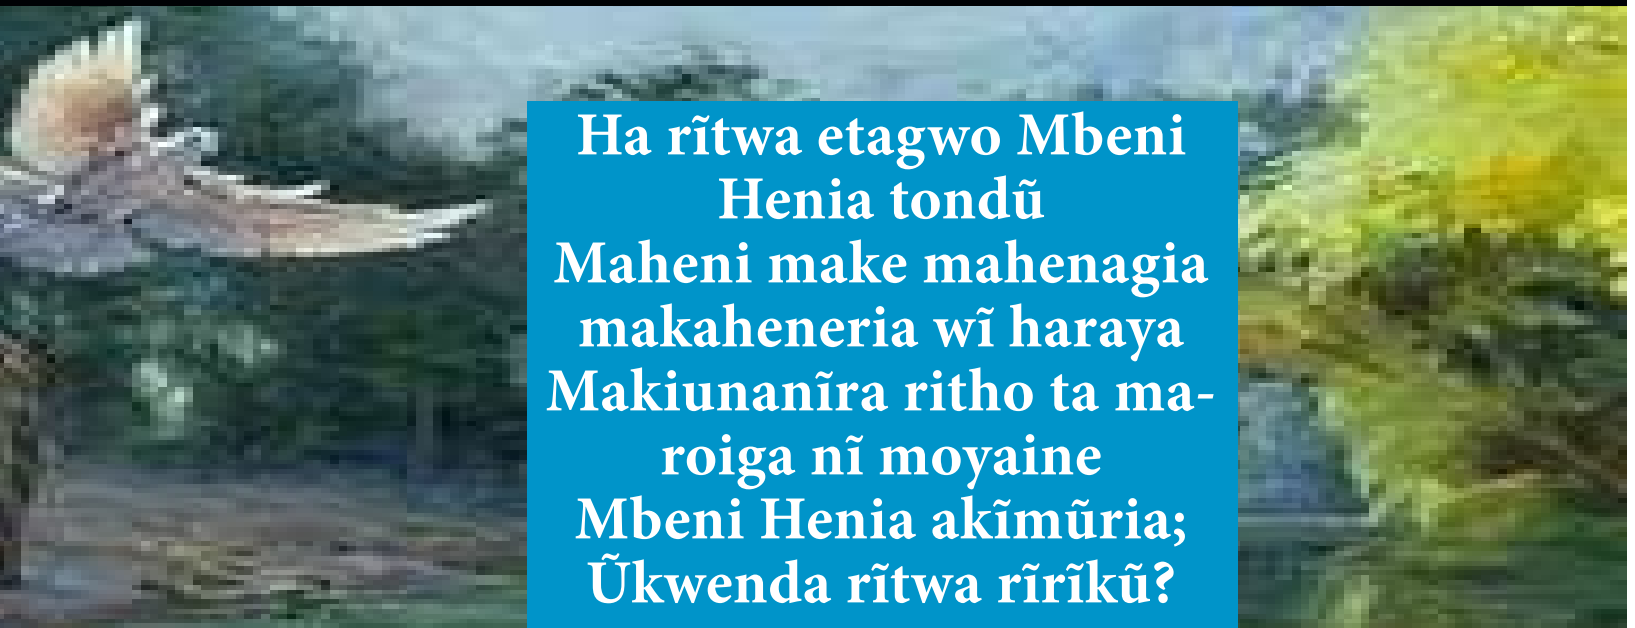 Ha rĩtwa etagwo Mbeni
Henia tondũ
Maheni make mahenagia
makaheneria wĩ haraya
Makiunanĩra ritho ta ma-
roiga nĩ moyaine
Mbeni Henia akĩmũria;
Ũkwenda rĩtwa rĩrĩkũ?